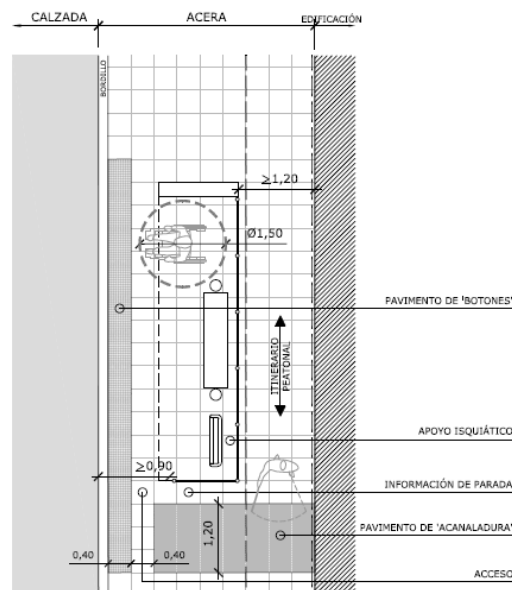 CALZADA
ACERA
EDIFICACIÓN
BORDILLO
≥1,20
Ø1,50
PAVIMENTO DE 'BOTONES'
ITINERARIO
PEATONAL
APOYO ISQUIÁTICO
≥0,90
INFORMACIÓN DE PARADA
PAVIMENTO DE 'ACANALADURA'
1,20
0,40
0,40
ACCESO